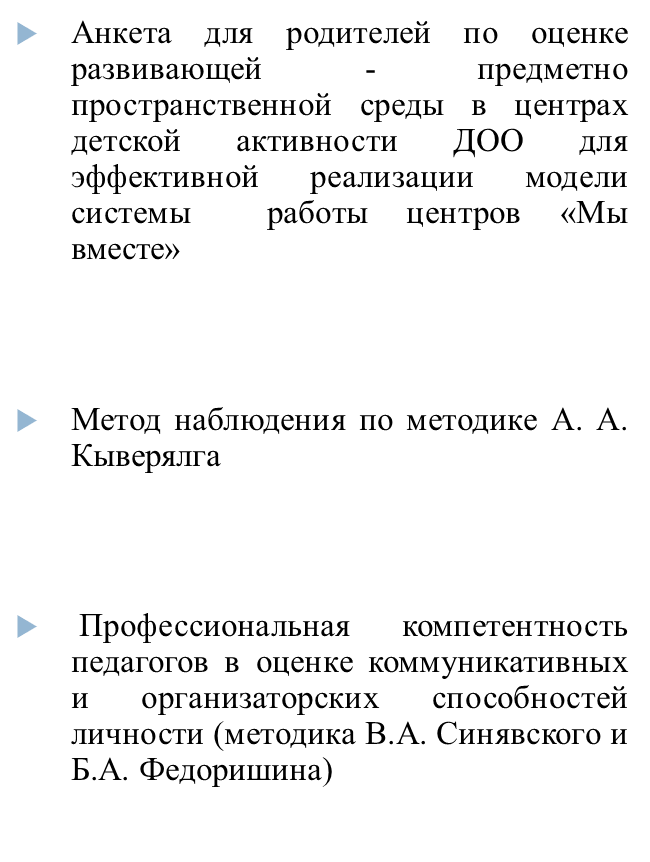 Анкета для родителей по оценке
развивающей - предметно
пространственной среды в центрах
детской активности ДОО для
эффективной реализации модели
системы работы центров «Мы
вместе»
Метод наблюдения по методике А. А.
Кыверялга
Профессиональная компетентность
педагогов в оценке коммуникативных
и организаторских способностей
личности (методика В.А. Синявского и
Б.А. Федоришина)